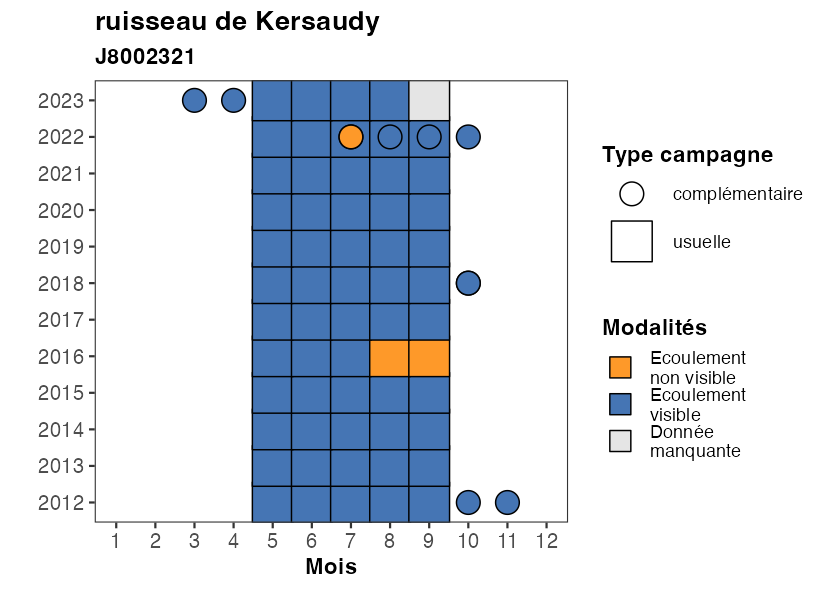 ruisseau de Kersaudy
J8002321
2023
2022
2021
2020
2019
2018
2017
2016
2015
2014
2013
2012
1 2 3 4 5 6 7 8 9 10 11 12
Mois
Type campagne
complémentaire
usuelle
Modalités
Ecoulement
non visible
Ecoulement
visible
Donnée
manquante